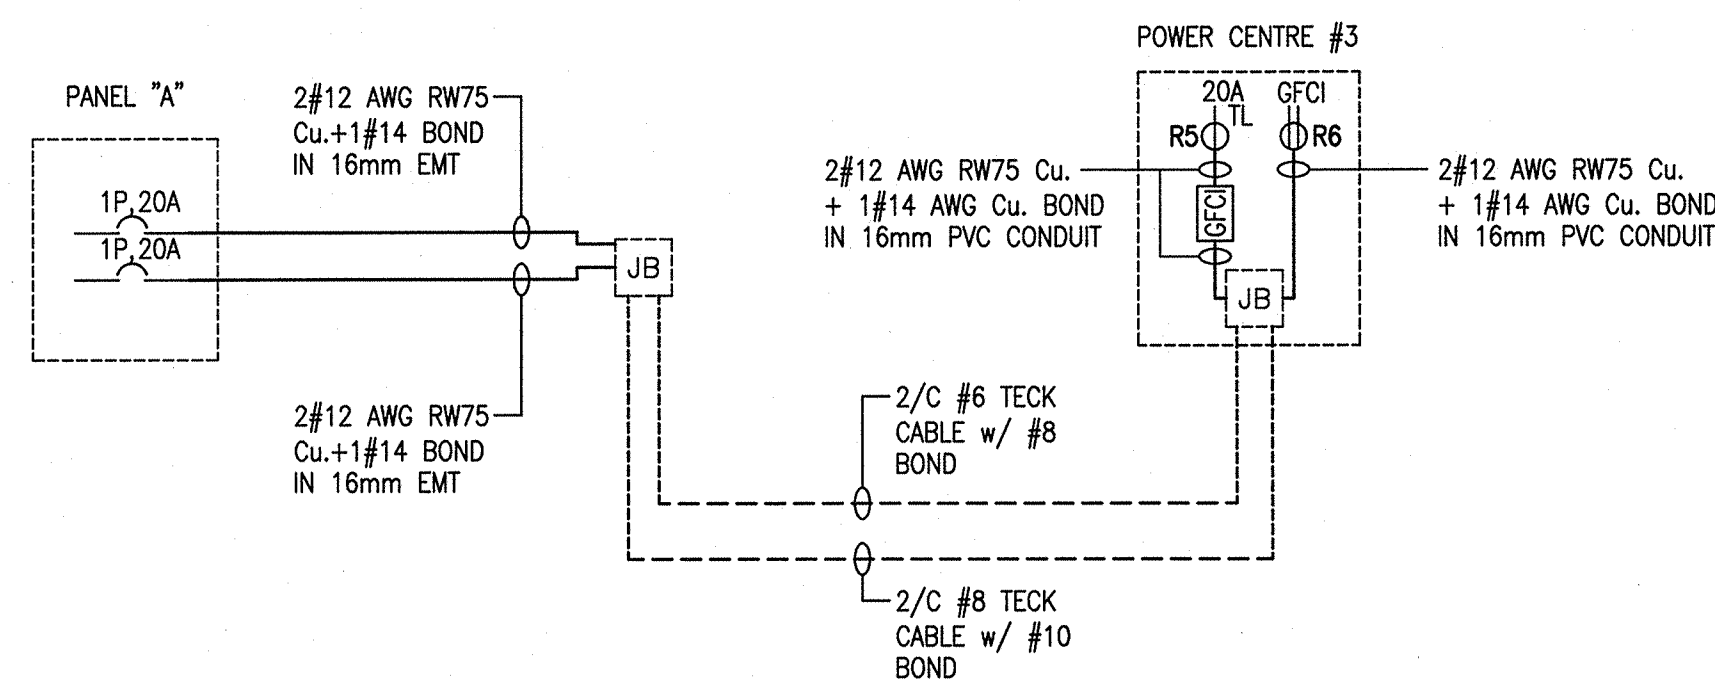 POWER CENTRE #3
PANEL "A"
2#12 AWG RW75
Cu.+1#14 BOND
IN 16mm EMT
1P,20A
1P,20A
2#12 AWG RW75
Cu.+1#14 BOND
IN 16mm EMT
JB
20A
TL
GFCI
R5
R6
GFCI
JB
2#12 AWG RW75 Cu.
+ 1#14 AWG Cu. BOND
IN 16mm PVC CONDUIT
2#12 AWG RW75 Cu.
+ 1#14 AWG Cu. BOND
IN 16mm PVC CONDUIT
2/C #6 TECK
CABLE w/ #8
BOND
2/C #8 TECK
CABLE w/ #10
BOND